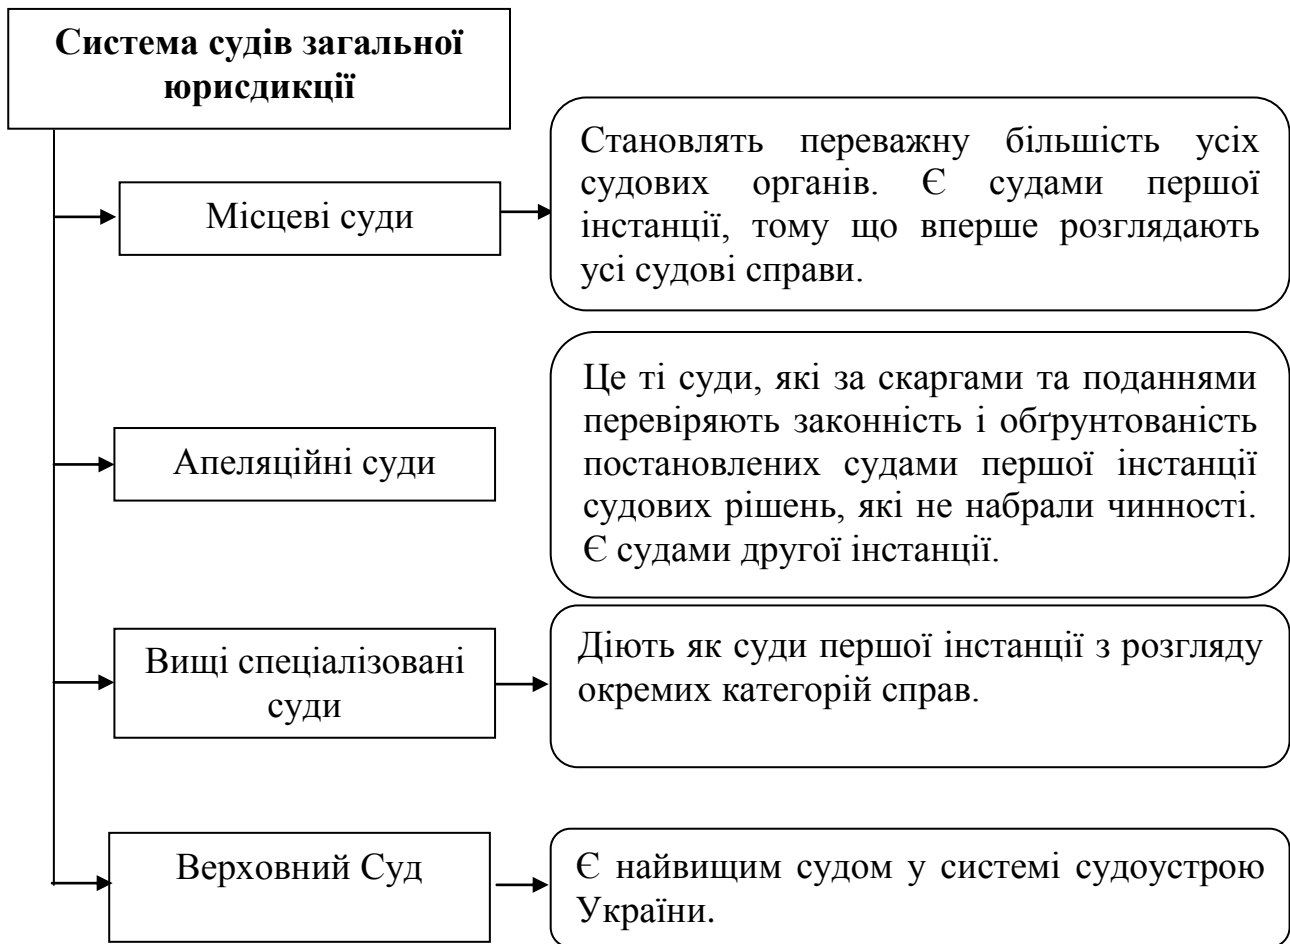 Система судів загальної
юрисдикції
Місцеві суди
Становлять переважну більшість усіх
судових органів. Є судами першої
інстанції, тому що вперше розглядають
усі судові справи.
Апеляційні суди
Це ті суди, які за скаргами та поданнями
перевіряють законність і обґрунтованість
постановлених судами першої інстанції
судових рішень, які не набрали чинності.
Є судами другої інстанції.
Вищі спеціалізовані
суди
Діють як суди першої інстанції з розгляду
окремих категорій справ.
Верховний Суд
Є найвищим судом у системі судоустрою
України.